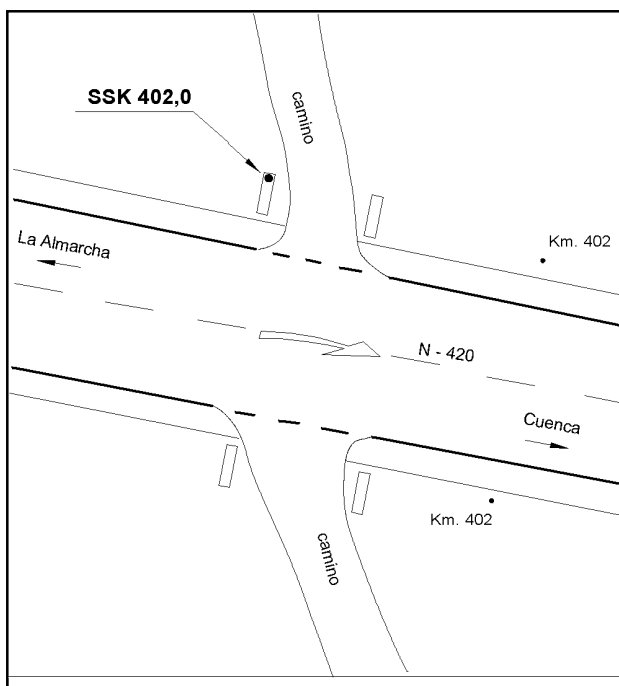 camino
SSK 402,0
La Almarcha
Km. 402
N - 420
Cuenca
Km. 402
camino